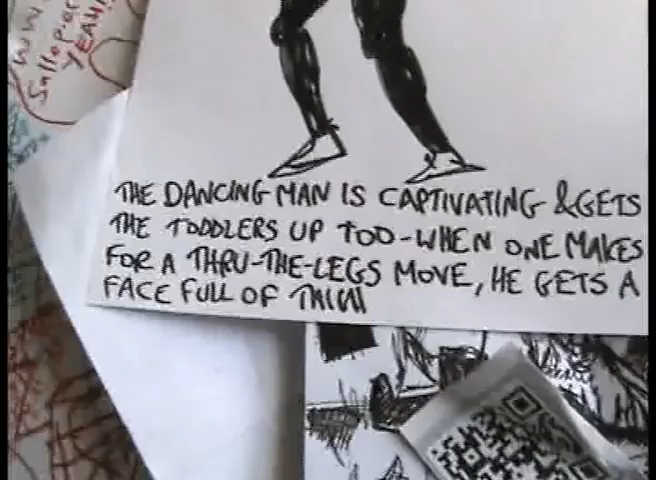 YEAH!
THE DANCING MAN IS CAPTIVATING & GETS
THE TODDLERS UP TOO-WHEN ONE MAKES
FOR A THRU-THE-LEGS MOVE, HE GETS A
FACE FULL OF